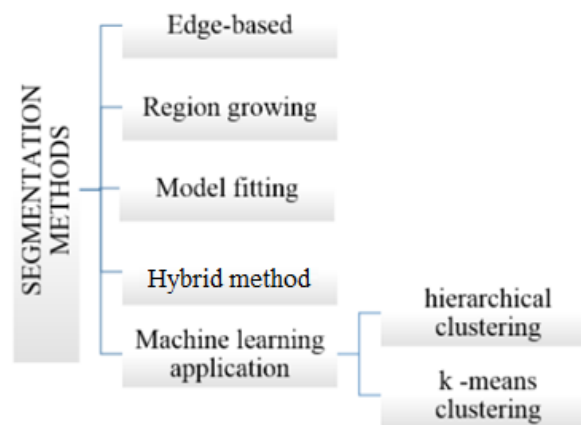 SEGMENTATION
METHODS
Edge-based
Region growing
Model fitting
Hybrid method
Machine learning
application
hierarchical
clustering
k -means
clustering